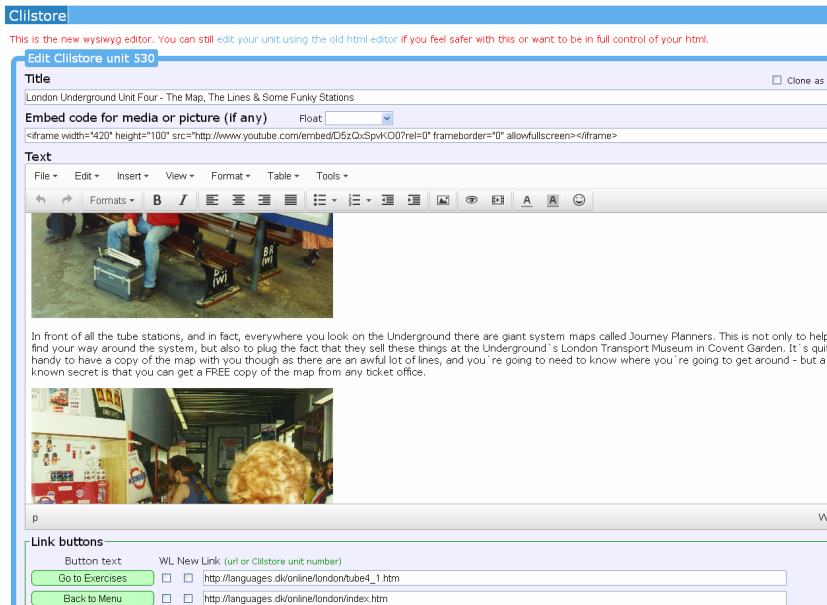 Clilstore
This is the new wysiwyg editor. You can still edit your unit using the old html editor if you feel safer with this or want to be in full control of your html.
Edit Clilstore unit 530
Title
Clone as
London Underground Unit Four - The Map, The Lines & Some Funky Stations
Embed code for media or picture (if any) Float
<iframe width="420" height="100" src="http://www.youtube.com/embed/D5zQxSpvKO0?rel=0" frameborder="0" allowfullscreen></iframe>
Text
File Edit Insert View Format Table Tools
Formats B I A A
BR
(W)
BR
(W)
In front of all the tube stations, and in fact, everywhere you look on the Underground there are giant system maps called Journey Planners. This is not only to help
find your way around the system, but also to plug the fact that they sell these things at the Underground´s London Transport Museum in Covent Garden. It´s qui
handy to have a copy of the map with you though as there are an awful lot of lines, and you´re going to need to know where you´re going to get around - but a
known secret is that you can get a FREE copy of the map from any ticket office.
p
W
Link buttons
Button text WL New Link (url or Clilstore unit number)
Go to Exercises http://languages.dk/online/london/tube4_1.htm
Back to Menu http://languages.dk/online/london/index.htm